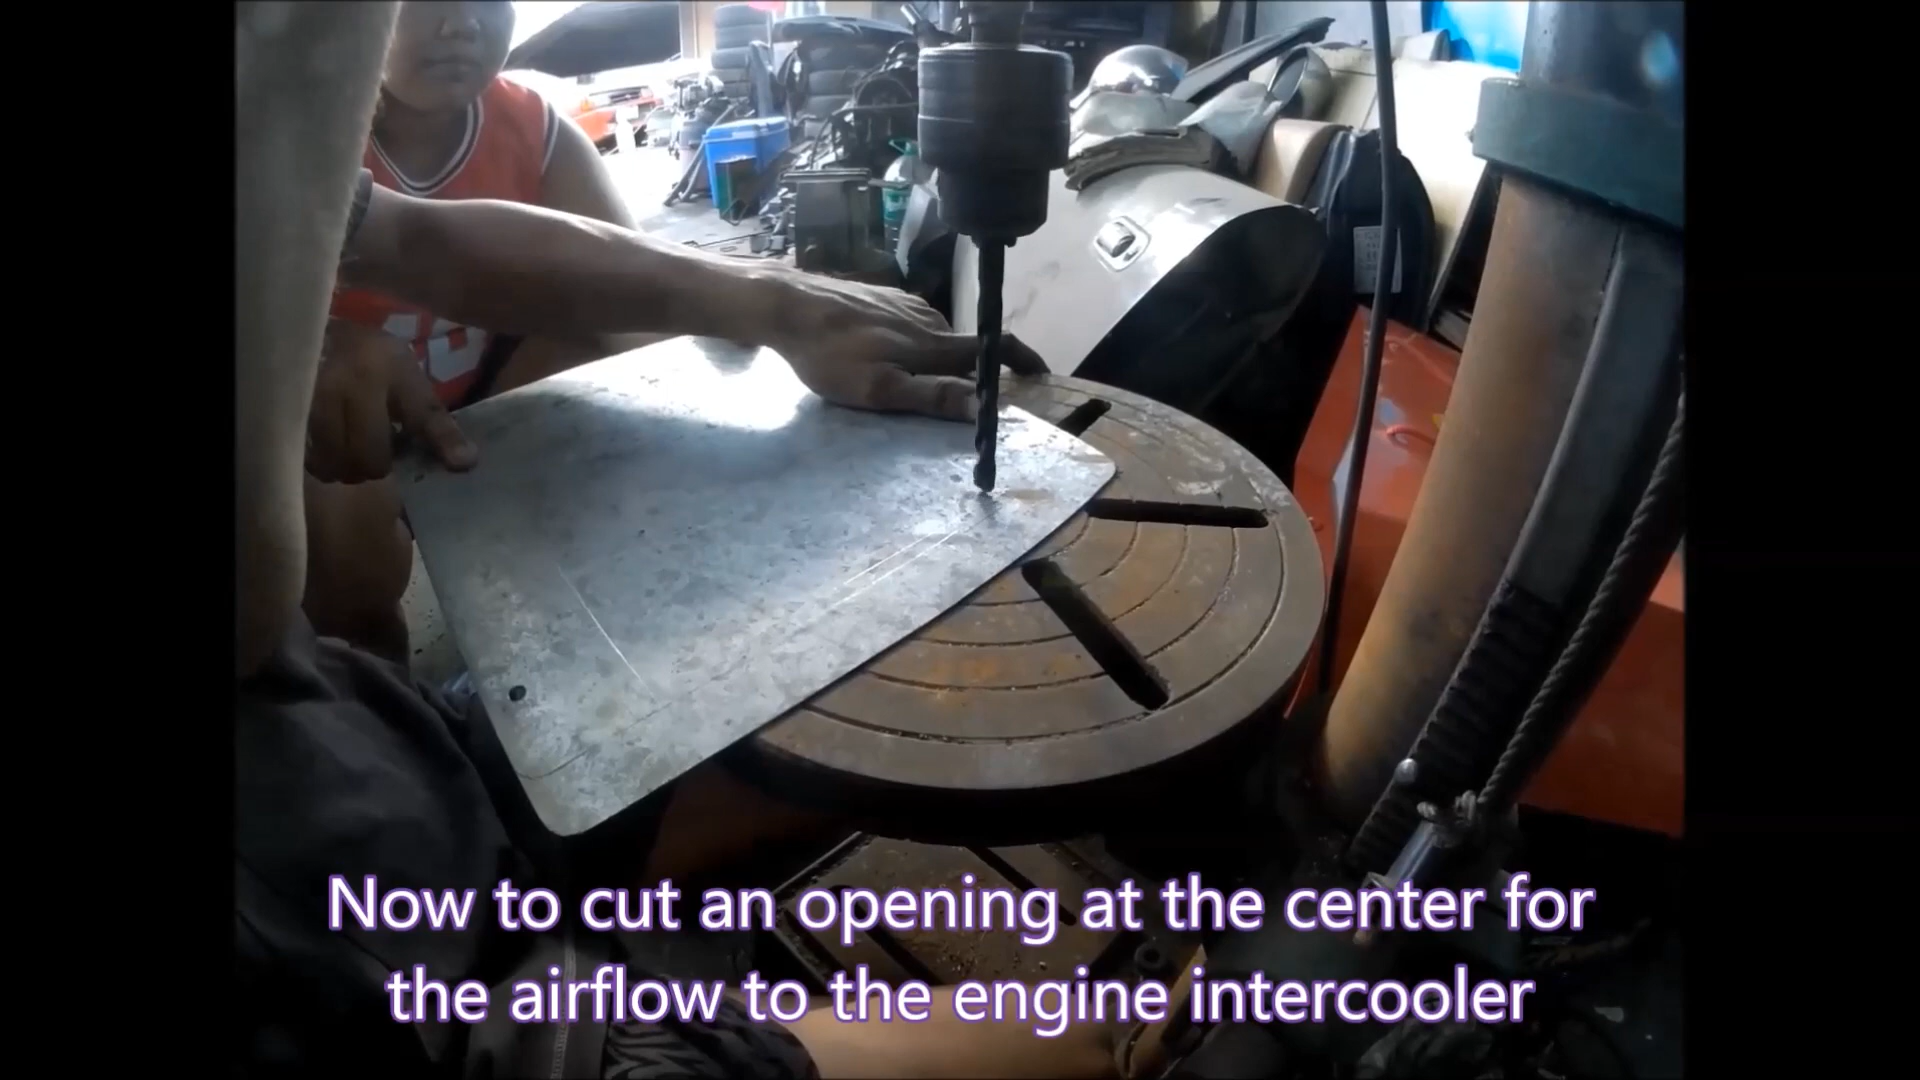 Now to cut an opening at the center for
the airflow to the engine intercooler